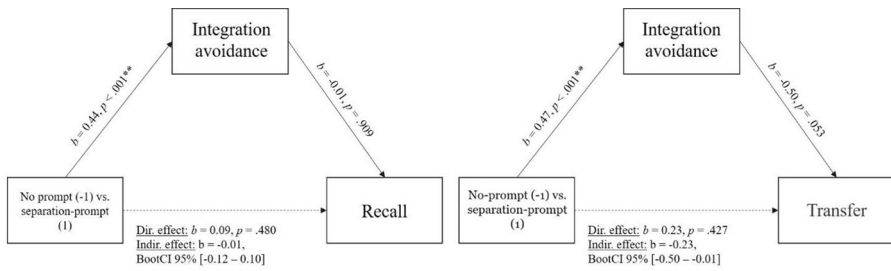 Integration
avoidance
b = 0.44, p < .001**
b = -0.01, p = .909
No prompt (-1) vs.
separation-prompt
(1)
Recall
Dir. effect: b = 0.09, p = .480
Indir. effect: b = -0.01,
BootCI 95% [-0.12 – 0.10]
Integration
avoidance
b = 0.47, p < .001**
b = -0.50, p = .053
No-prompt (-1) vs.
separation-prompt
(1)
Transfer
Dir. effect: b = 0.23, p = .427
Indir. effect: b = -0.23,
BootCI 95% [-0.50 – -0.01]